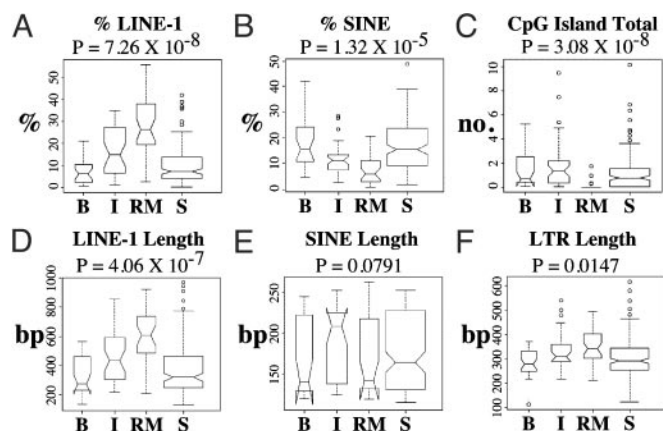 A % LINE-1
P = 7.26 X 10⁻⁸
B % SINE
P = 1.32 X 10⁻⁵
C CpG Island Total
P = 3.08 X 10⁻⁸
%
0 10 20 30 40 50
B I RM S
%
0 10 20 30 40 50
B I RM S
no.
0 2 4 6 8 10
B I RM S
D LINE-1 Length
P = 4.06 X 10⁻⁷
E SINE Length
P = 0.0791
F LTR Length
P = 0.0147
bp
200 400 600 800 1000
B I RM S
bp
150 200 250
B I RM S
bp
100 200 300 400 500 600
B I RM S